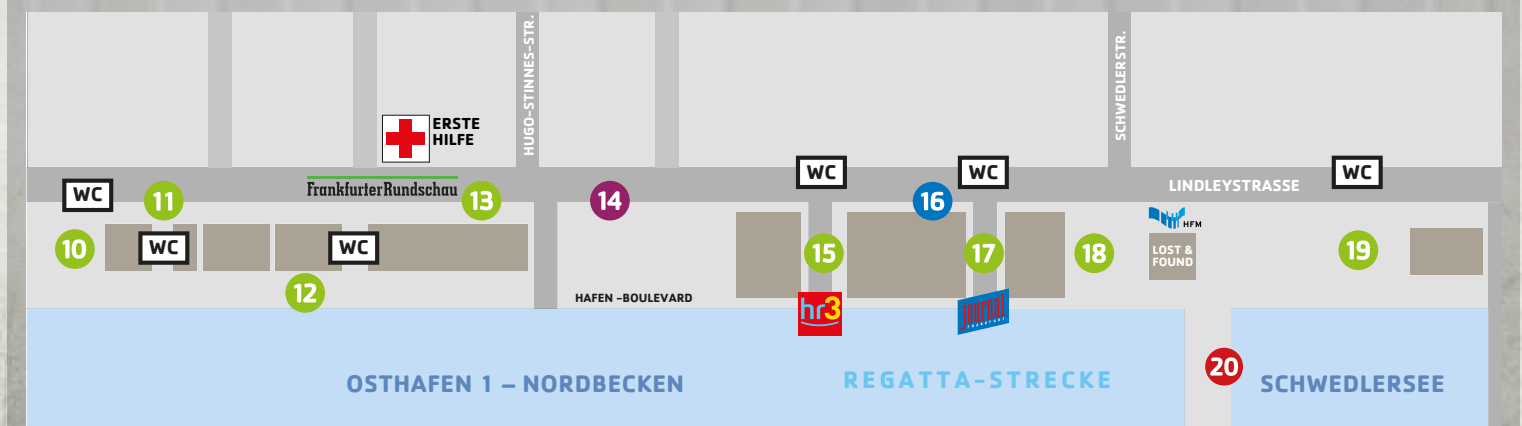 HUGO-STINNES-STR.
SCHWEDLERSTR.
ERSTE
HILFE
WC
WC
WC
WC
LINDLEYSTRASSE
FrankfurterRundschau
11
13
14
16
HFM
10
WC
WC
15
17
18
LOST &
FOUND
19
12
HAFEN -BOULEVARD
hr3
JOURNAL
FRANKFURT
20
OSTHAFEN 1 – NORDBECKEN
REGATTA-STRECKE
SCHWEDLERSEE